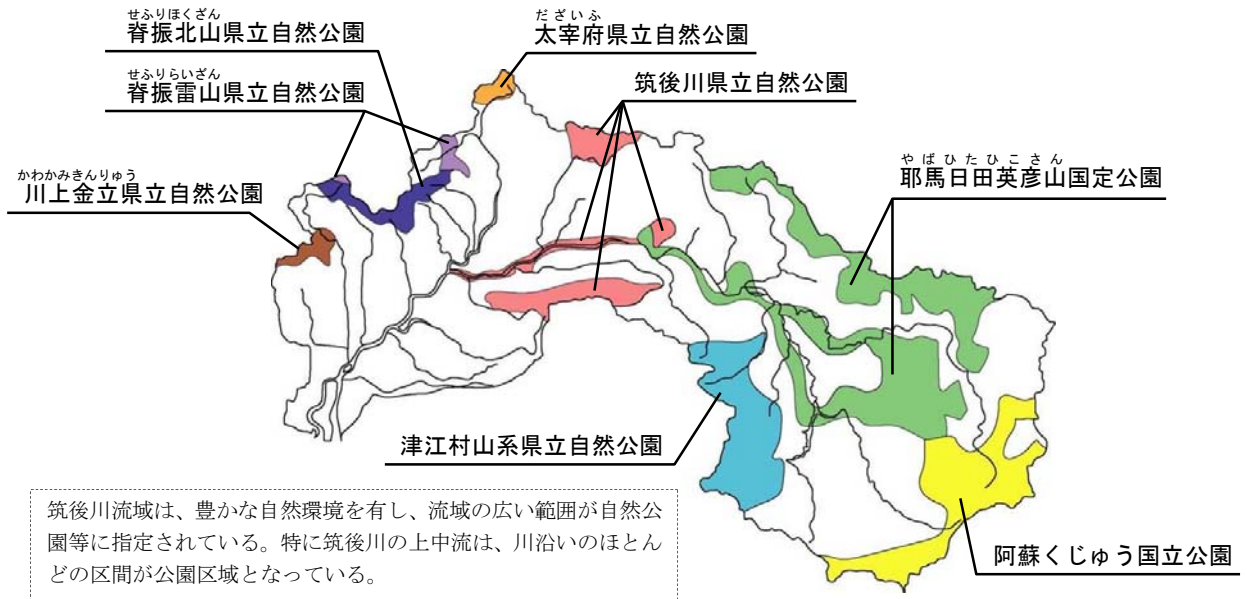 せふりほくざん
脊振北山県立自然公園
だざいふ
太宰府県立自然公園
せふりらいざん
脊振雷山県立自然公園
筑後川県立自然公園
かわかみきんりゅう
川上金立県立自然公園
やばひたひこさん
耶馬日田英彦山国定公園
津江村山系県立自然公園
阿蘇くじゅう国立公園
筑後川流域は、豊かな自然環境を有し、流域の広い範囲が自然公
園等に指定されている。特に筑後川の上中流は、川沿いのほとん
どの区間が公園区域となっている。